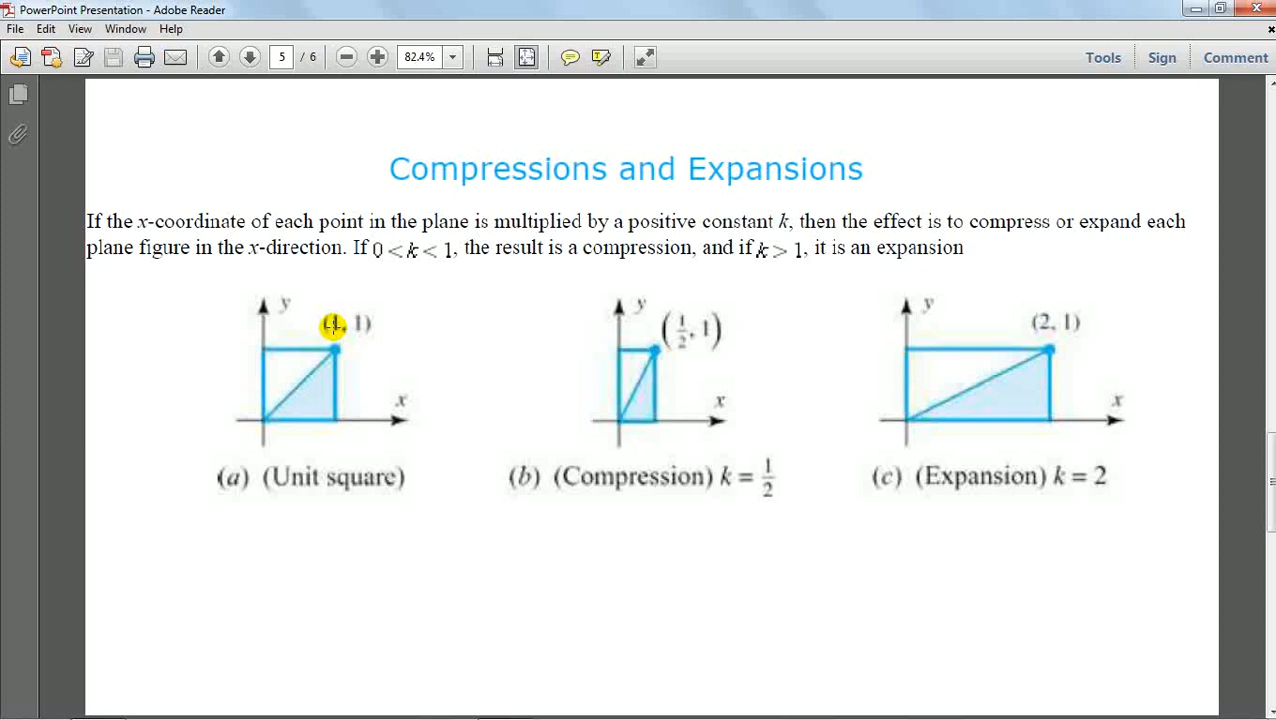 PowerPoint Presentation - Adobe Reader
File Edit View Window Help
5 / 6 82.4% Tools Sign Comment
Compressions and Expansions
If the x-coordinate of each point in the plane is multiplied by a positive constant k, then the effect is to compress or expand each
plane figure in the x-direction. If 0 < k < 1, the result is a compression, and if k > 1, it is an expansion
y (1, 1) x
y (1/2, 1) x
y (2, 1) x
(a) (Unit square)
(b) (Compression) k = 1/2
(c) (Expansion) k = 2